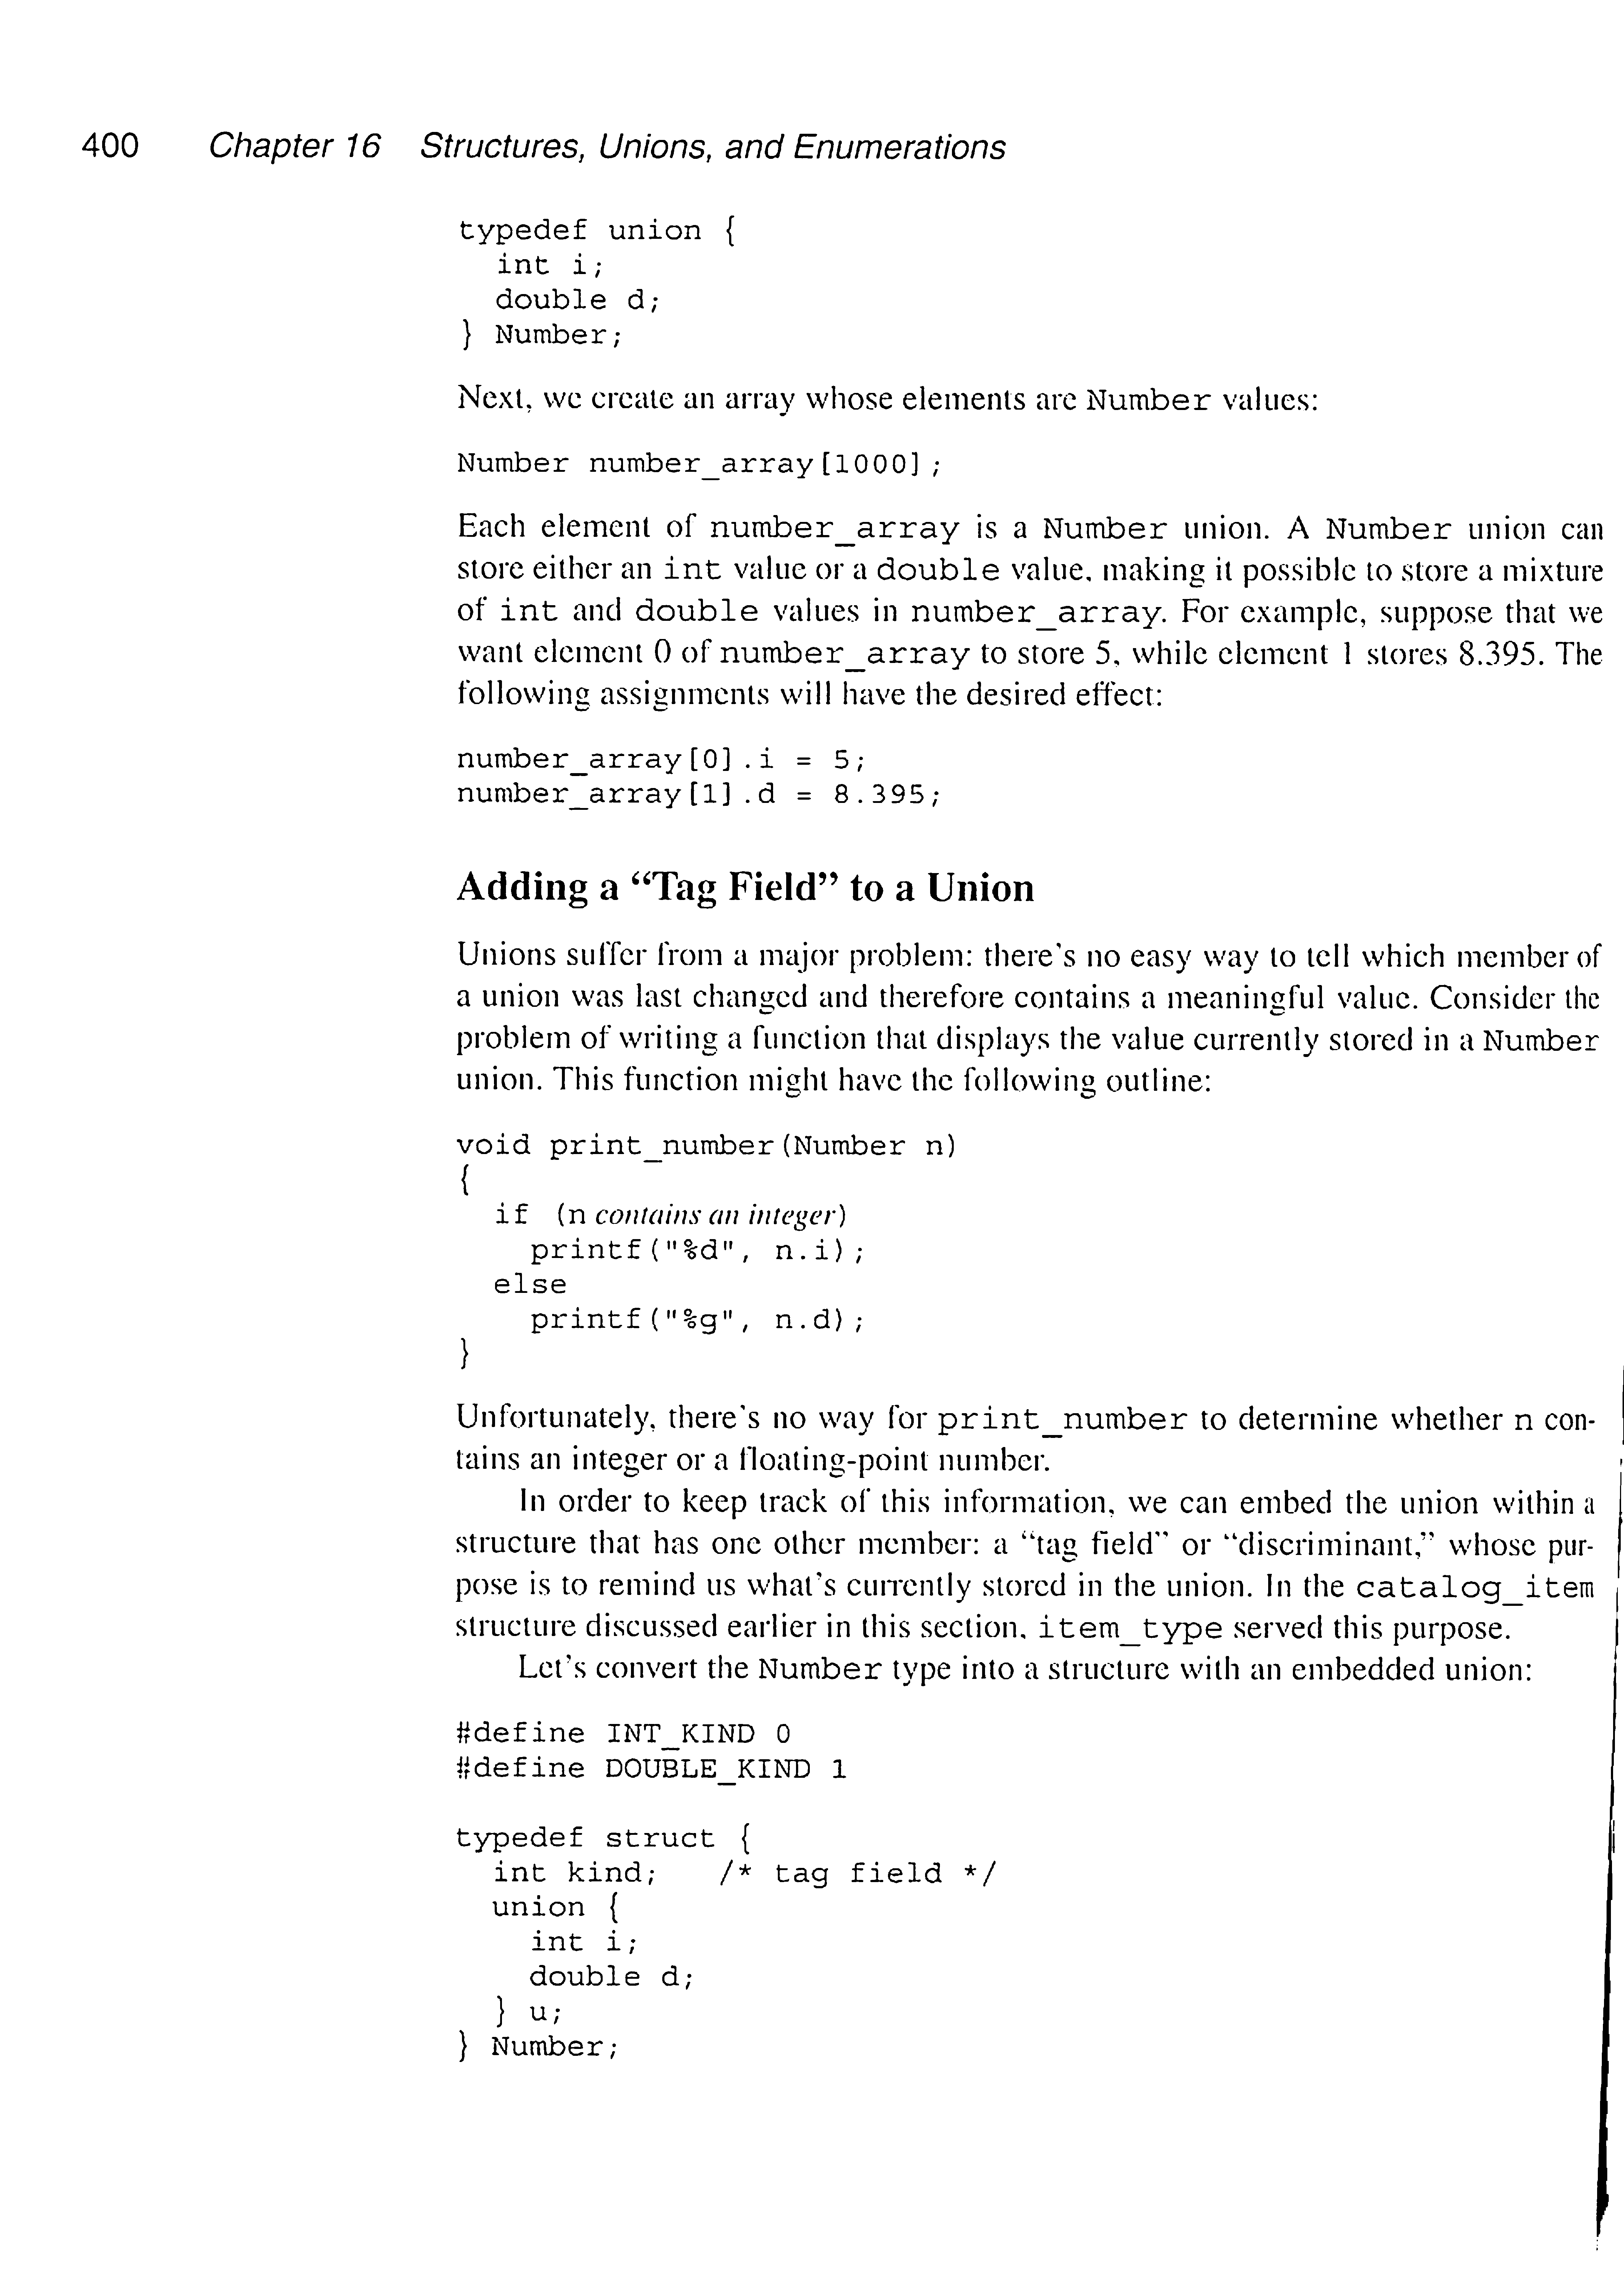 400 Chapter 16 Structures, Unions, and Enumerations
typedef union {
  int i;
  double d;
} Number;
Next, we create an array whose elements are Number values:
Number number_array[1000];
Each element of number_array is a Number union. A Number union can
store either an int value or a double value, making it possible to store a mixture
of int and double values in number_array. For example, suppose that we
want element 0 of number_array to store 5, while element 1 stores 8.395. The
following assignments will have the desired effect:
number_array[0].i = 5;
number_array[1].d = 8.395;
Adding a “Tag Field” to a Union
Unions suffer from a major problem: there's no easy way to tell which member of
a union was last changed and therefore contains a meaningful value. Consider the
problem of writing a function that displays the value currently stored in a Number
union. This function might have the following outline:
void print_number(Number n)
{
  if (n contains an integer)
    printf("%d", n.i);
  else
    printf("%g", n.d);
}
Unfortunately, there's no way for print_number to determine whether n con-
tains an integer or a floating-point number.
In order to keep track of this information, we can embed the union within a
structure that has one other member: a “tag field” or “discriminant,” whose pur-
pose is to remind us what's currently stored in the union. In the catalog_item
structure discussed earlier in this section, item_type served this purpose.
Let's convert the Number type into a structure with an embedded union:
#define INT_KIND 0
#define DOUBLE_KIND 1
typedef struct {
  int kind;   /* tag field */
  union {
    int i;
    double d;
  } u;
} Number;